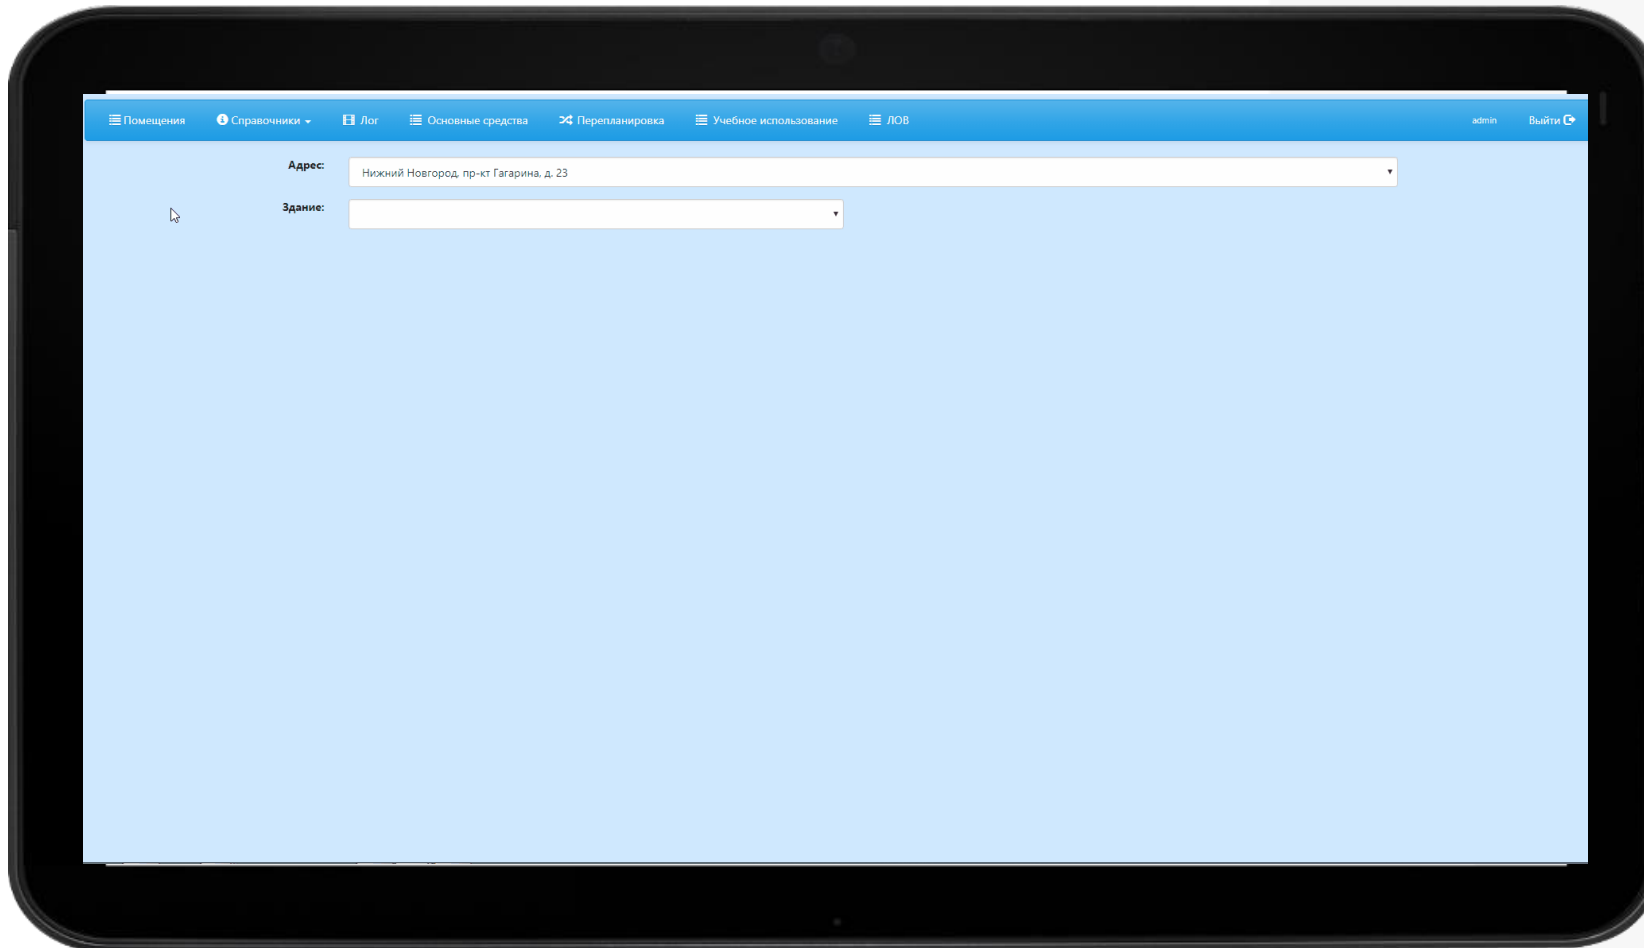 Помещения Справочники Лог Основные средства Перепланировка Учебное использование ЛОВ admin Выйти
Адрес: Нижний Новгород, пр-кт Гагарина, д. 23
Здание: